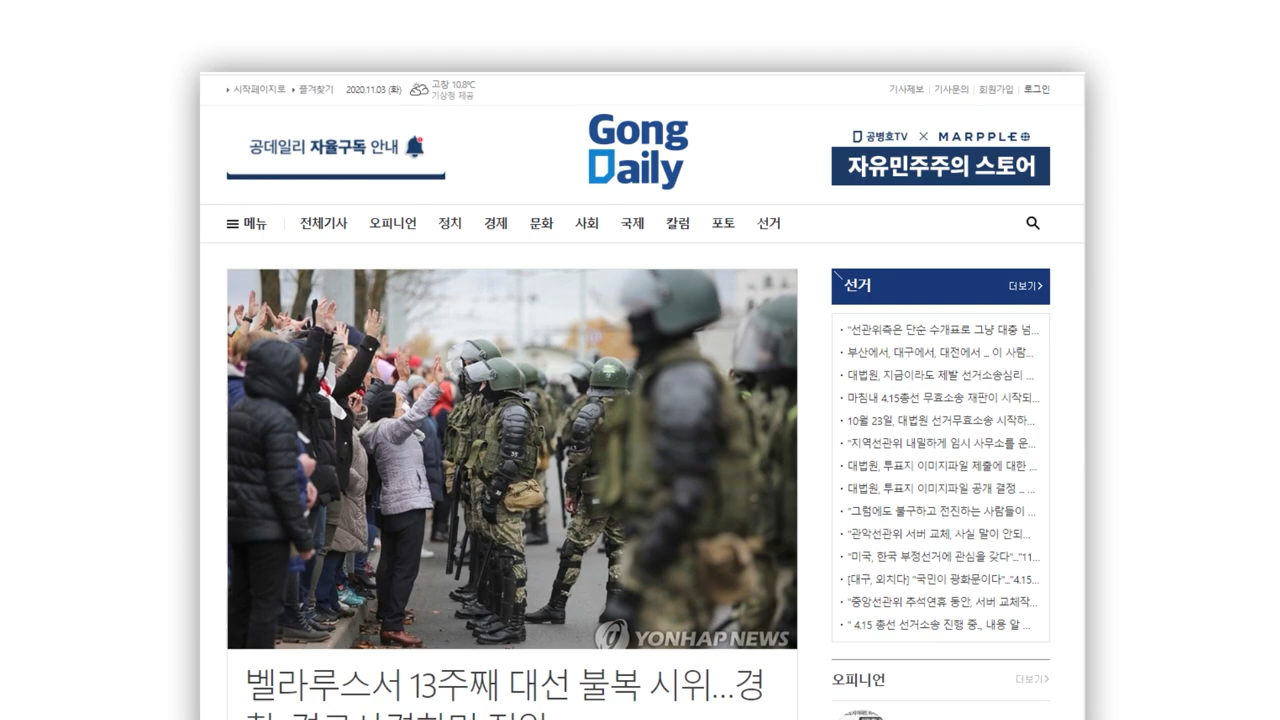 시작페이지로 즐겨찾기 2020.11.03 (화) 고창 10.8℃
기상청 제공
기사제보 | 기사문의 | 회원가입 | 로그인
공데일리 자율구독 안내
Gong
Daily
공병호TV × MARPPLE
자유민주주의 스토어
메뉴 | 전체기사 오피니언 정치 경제 문화 사회 국제 칼럼 포토 선거
YONHAP NEWS
벨라루스서 13주째 대선 불복 시위...경
선거 더보기>
· "선관위측은 단순 수개표로 그냥 대충 넘...
· 부산에서, 대구에서, 대전에서 ... 이 사람...
· 대법원, 지금이라도 제발 선거소송심리 ...
· 마침내 4.15총선 무효소송 재판이 시작되...
· 10월 23일, 대법원 선거무효소송 시작하...
· "지역선관위 내밀하게 임시 사무소를 운...
· 대법원, 투표지 이미지파일 제출에 대한 ...
· 대법원, 투표지 이미지파일 공개 결정 ... ...
· "그럼에도 불구하고 전진하는 사람들이 ...
· "관악선관위 서버 교체, 사실 말이 안되...
· "미국, 한국 부정선거에 관심을 갖다"..."11...
· [대구, 외치다] "국민이 광화문이다"..."4.15...
· "중앙선관위 추석연휴 동안, 서버 교체작...
· " 4.15 총선 선거소송 진행 중., 내용 알 ...
오피니언 더보기>